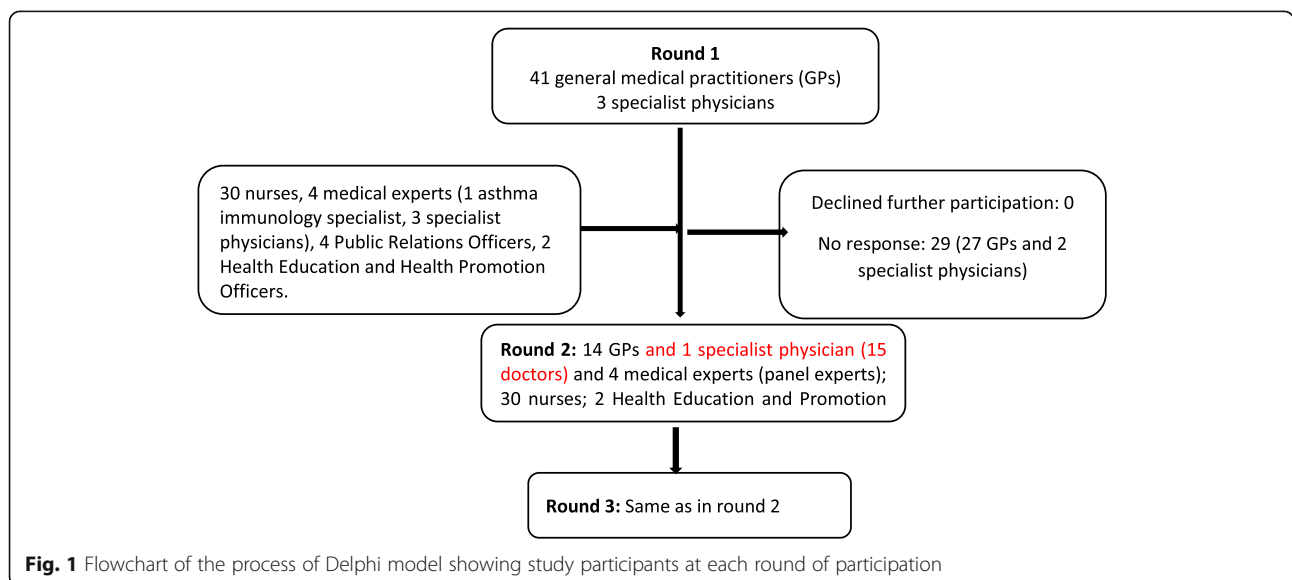 Round 1
41 general medical practitioners (GPs)
3 specialist physicians
30 nurses, 4 medical experts (1 asthma
immunology specialist, 3 specialist
physicians), 4 Public Relations Officers, 2
Health Education and Health Promotion
Officers.
Declined further participation: 0
No response: 29 (27 GPs and 2
specialist physicians)
Round 2: 14 GPs and 1 specialist physician (15
doctors) and 4 medical experts (panel experts);
30 nurses; 2 Health Education and Promotion
Round 3: Same as in round 2
Fig. 1 Flowchart of the process of Delphi model showing study participants at each round of participation